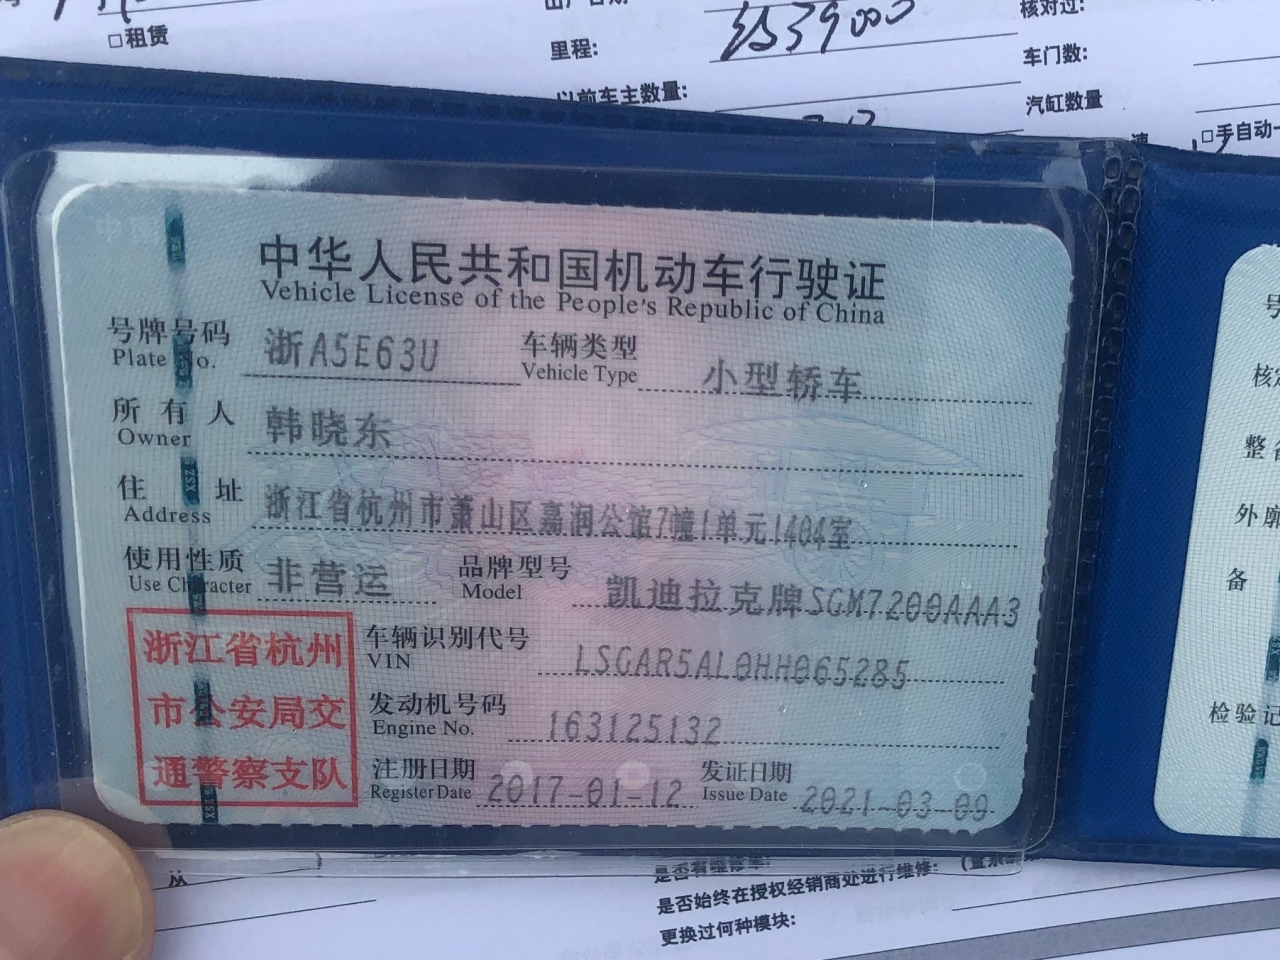 □租赁
里程:
39000
核对过:
车门数:
以前车主数量:
汽缸数量
□手自动一
中华人民共和国机动车行驶证
Vehicle License of the People's Republic of China
号牌号码 浙A5E63U 车辆类型 小型轿车
Plate No. Vehicle Type
所有人 韩晓东
Owner
住址 浙江省杭州市萧山区嘉润公馆7幢1单元1404室
Address
使用性质 非营运 品牌型号 凯迪拉克牌SGM7200AAA3
Use Character Model
浙江省杭州
市公安局交
通警察支队
车辆识别代号 LSGAR5AL0HH065285
VIN
发动机号码 163125132
Engine No.
注册日期 2017-01-12 发证日期 2021-03-09
Register Date Issue Date
号
核定
整备
外廓
备
检验记
是否有维修车:
是否始终在授权经销商处进行维修:
更换过何种模块: